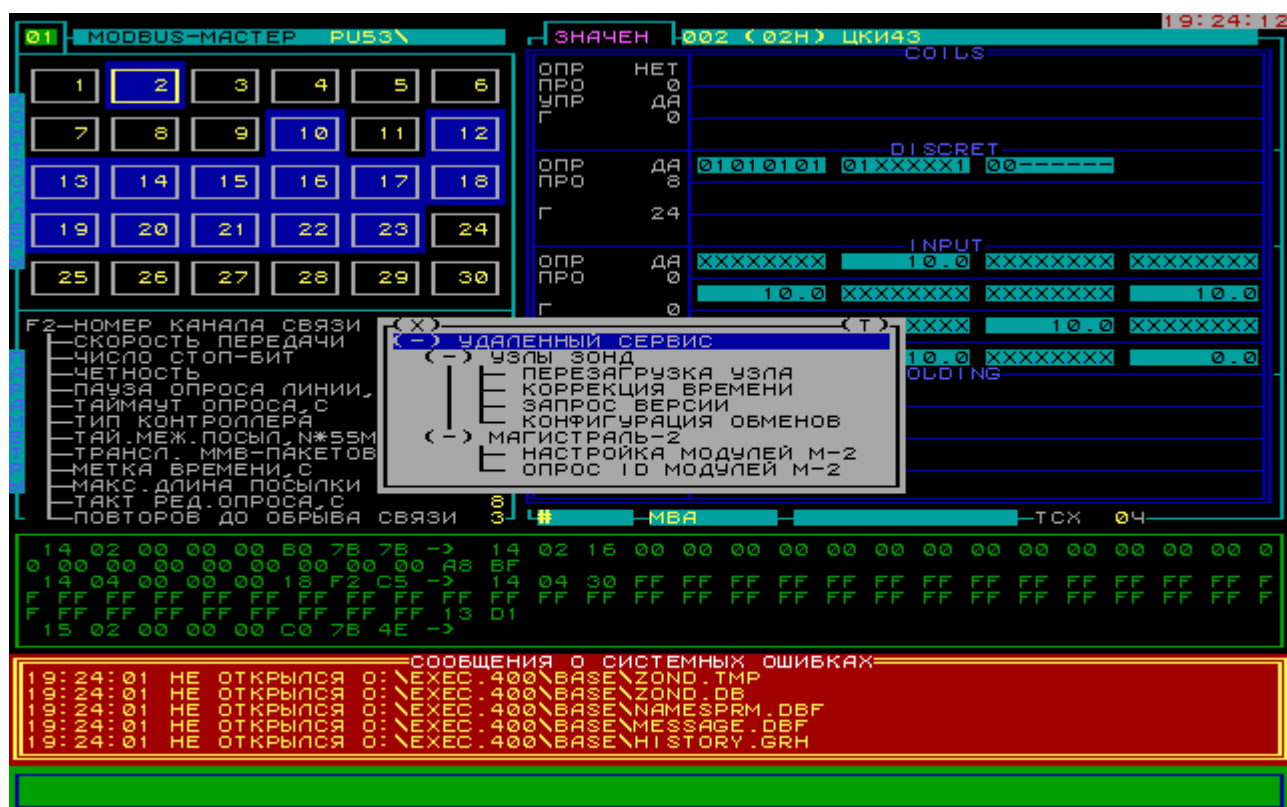 19:24:12
01 MODBUS-МАСТЕР PU53\
1 2 3 4 5 6
7 8 9 10 11 12
13 14 15 16 17 18
19 20 21 22 23 24
25 26 27 28 29 30
F2—НОМЕР КАНАЛА СВЯЗИ
СКОРОСТЬ ПЕРЕДАЧИ
ЧИСЛО СТОП-БИТ
ЧЕТНОСТЬ
ПАУЗА ОПРОСА ЛИНИИ,
ТАЙМАУТ ОПРОСА,С
ТИП КОНТРОЛЛЕРА
ТАЙ.МЕЖ.ПОСЫЛ,N*55М
ТРАНСЛ. ММВ-ПАКЕТОВ
МЕТКА ВРЕМЕНИ,С
МАКС.ДЛИНА ПОСЫЛКИ
ТАКТ РЕД.ОПРОСА,С 8
ПОВТОРОВ ДО ОБРЫВА СВЯЗИ 3
ЗНАЧЕН 002 (02H) ЦКИ43
COILS
ОПР НЕТ
ПРО 0
УПР ДА
Г 0
DISCRET
ОПР ДА 01010101 01XXXXX1 00------
ПРО 8
Г 24
INPUT
ОПР ДА XXXXXXXX 10.0 XXXXXXXX XXXXXXXX
ПРО 0
10.0 XXXXXXXX XXXXXXXX 10.0
Г 0
XXXX 10.0 XXXXXXXX
10.0 XXXXXXXX 0.0
OLDING
# МВА ТСХ 0Ч
(X) (T)
(-) УДАЛЕННЫЙ СЕРВИС
(-) УЗЛЫ ЗОНД
ПЕРЕЗАГРУЗКА УЗЛА
КОРРЕКЦИЯ ВРЕМЕНИ
ЗАПРОС ВЕРСИИ
КОНФИГУРАЦИЯ ОБМЕНОВ
(-) МАГИСТРАЛЬ-2
НАСТРОЙКА МОДУЛЕЙ М-2
ОПРОС ID МОДУЛЕЙ М-2
14 02 00 00 00 B0 7B 7B -> 14 02 16 00 00 00 00 00 00 00 00 00 00 00 00 0
0 00 00 00 00 00 00 00 A8 BF
14 04 00 00 00 18 F2 C5 -> 14 04 30 FF FF FF FF FF FF FF FF FF FF FF FF F
F FF FF FF FF FF FF FF FF FF FF FF FF FF FF FF FF FF FF FF FF FF FF FF FF F
F FF FF FF FF FF FF FF 13 D1
15 02 00 00 00 C0 7B 4E ->
СООБЩЕНИЯ О СИСТЕМНЫХ ОШИБКАХ
19:24:01 НЕ ОТКРЫЛСЯ O:\EXEC.400\BASE\ZOND.TMP
19:24:01 НЕ ОТКРЫЛСЯ O:\EXEC.400\BASE\ZOND.DB
19:24:01 НЕ ОТКРЫЛСЯ O:\EXEC.400\BASE\NAMESPRM.DBF
19:24:01 НЕ ОТКРЫЛСЯ O:\EXEC.400\BASE\MESSAGE.DBF
19:24:01 НЕ ОТКРЫЛСЯ O:\EXEC.400\BASE\HISTORY.GRH